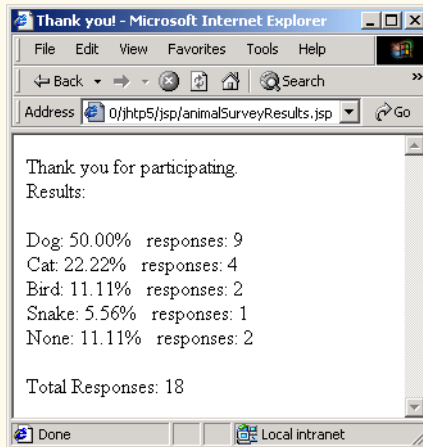 Thank you! - Microsoft Internet Explorer
File Edit View Favorites Tools Help
Back Search »
Address 0/jhtp5/jsp/animalSurveyResults.jsp Go
Thank you for participating.
Results:
Dog: 50.00% responses: 9
Cat: 22.22% responses: 4
Bird: 11.11% responses: 2
Snake: 5.56% responses: 1
None: 11.11% responses: 2
Total Responses: 18
Done Local intranet